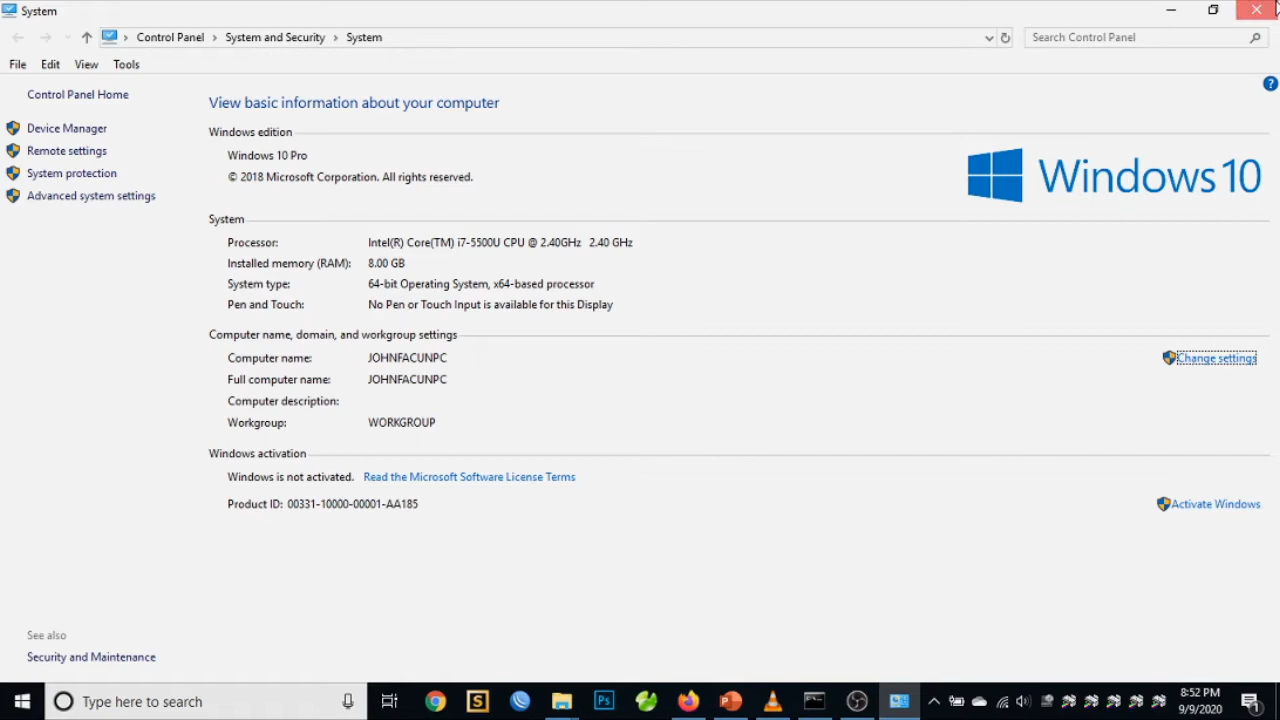 System
Control Panel > System and Security > System
Search Control Panel
File Edit View Tools
Control Panel Home
Device Manager
Remote settings
System protection
Advanced system settings
View basic information about your computer
Windows edition
Windows 10 Pro
© 2018 Microsoft Corporation. All rights reserved.
Windows 10
System
Processor: Intel(R) Core(TM) i7-5500U CPU @ 2.40GHz 2.40 GHz
Installed memory (RAM): 8.00 GB
System type: 64-bit Operating System, x64-based processor
Pen and Touch: No Pen or Touch Input is available for this Display
Computer name, domain, and workgroup settings
Computer name: JOHNFACUNPC Change settings
Full computer name: JOHNFACUNPC
Computer description:
Workgroup: WORKGROUP
Windows activation
Windows is not activated. Read the Microsoft Software License Terms
Product ID: 00331-10000-00001-AA185 Activate Windows
See also
Security and Maintenance
Type here to search
8:52 PM
9/9/2020